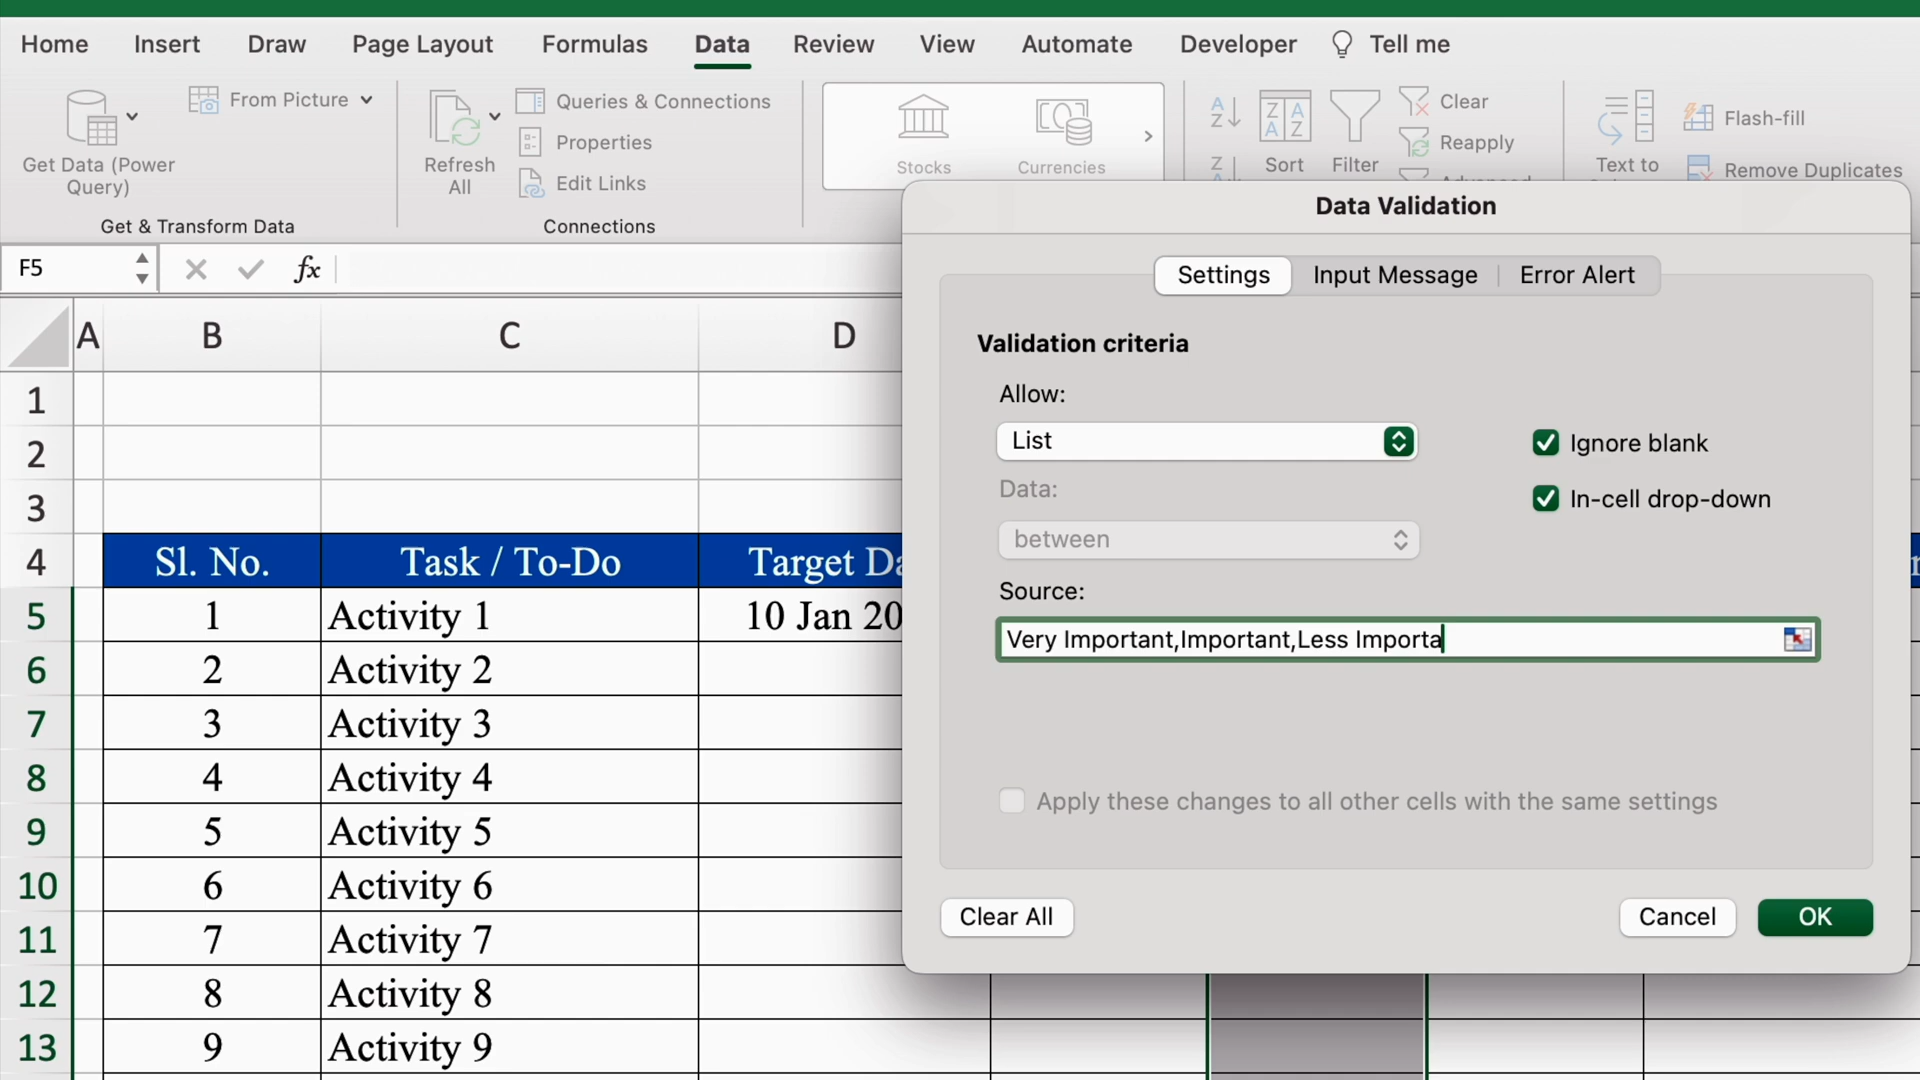 Home Insert Draw Page Layout Formulas Data Review View Automate Developer Tell me
Get Data (Power Query)
From Picture
Get & Transform Data
Refresh All
Queries & Connections
Properties
Edit Links
Connections
Stocks
Currencies
A Z
Z
Z A A Z
Sort
Filter
Clear
Reapply
Advanced
Text to
Flash-fill
Remove Duplicates
F5
fx
A B C D
1
2
3
4 Sl. No. Task / To-Do Target Da
5 1 Activity 1 10 Jan 20
6 2 Activity 2
7 3 Activity 3
8 4 Activity 4
9 5 Activity 5
10 6 Activity 6
11 7 Activity 7
12 8 Activity 8
13 9 Activity 9
Data Validation
Settings Input Message Error Alert
Validation criteria
Allow:
List
Ignore blank
Data:
In-cell drop-down
between
Source:
Very Important,Important,Less Importa
Apply these changes to all other cells with the same settings
Clear All Cancel OK